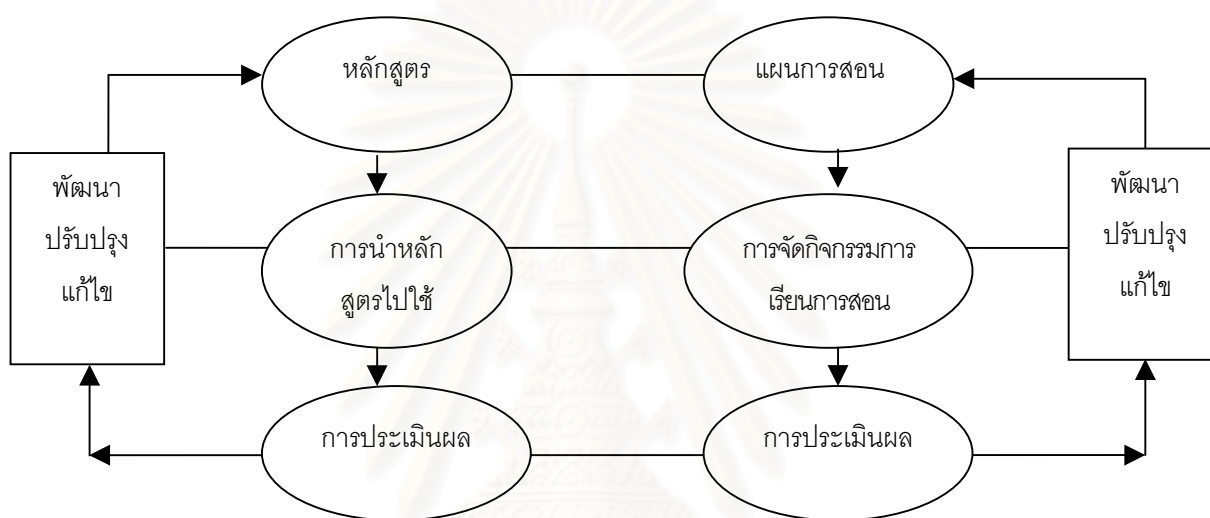 หลักสูตร
แผนการสอน
พัฒนา
ปรับปรุง
แก้ไข
การนำหลัก
สูตรไปใช้
การจัดกิจกรรมการ
เรียนการสอน
พัฒนา
ปรับปรุง
แก้ไข
การประเมินผล
การประเมินผล